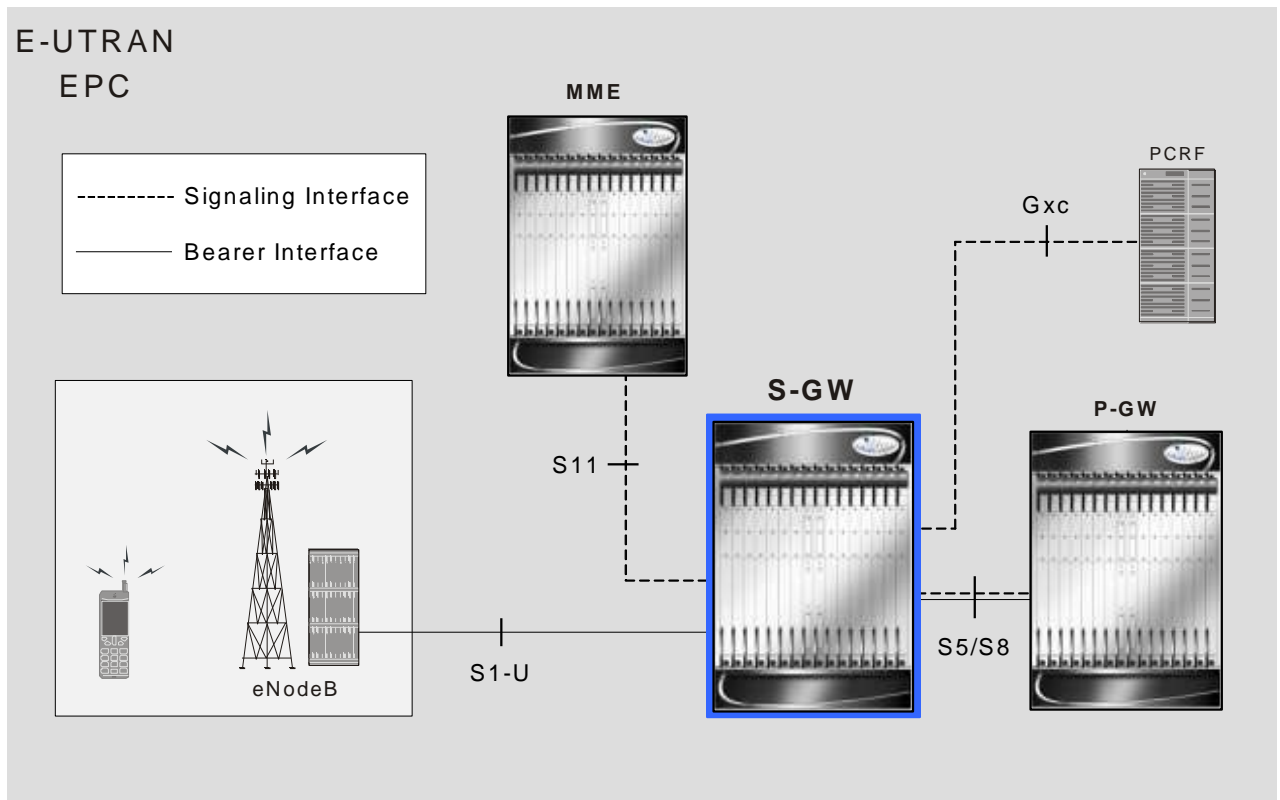 E-UTRAN
EPC
MME
PCRF
Signaling Interface
Gxc
Bearer Interface
S-GW
P-GW
S11
S5/S8
S1-U
eNodeB